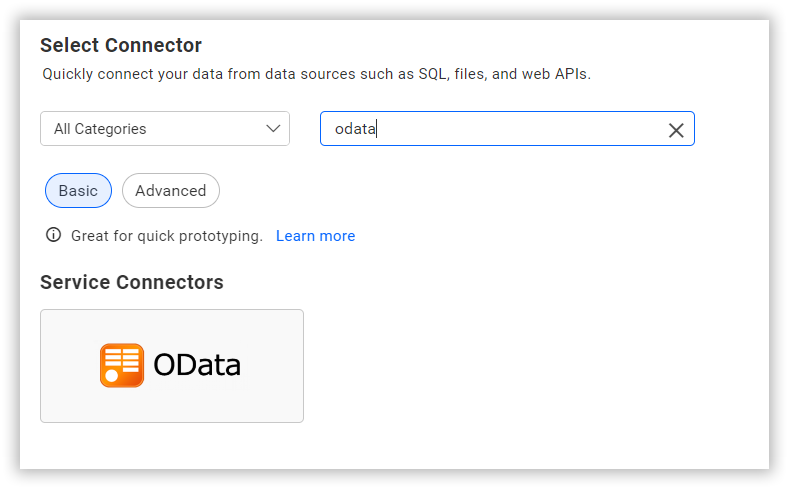 Select Connector
Quickly connect your data from data sources such as SQL, files, and web APIs.
All Categories
odata
Basic
Advanced
Great for quick prototyping. Learn more
Service Connectors
OData